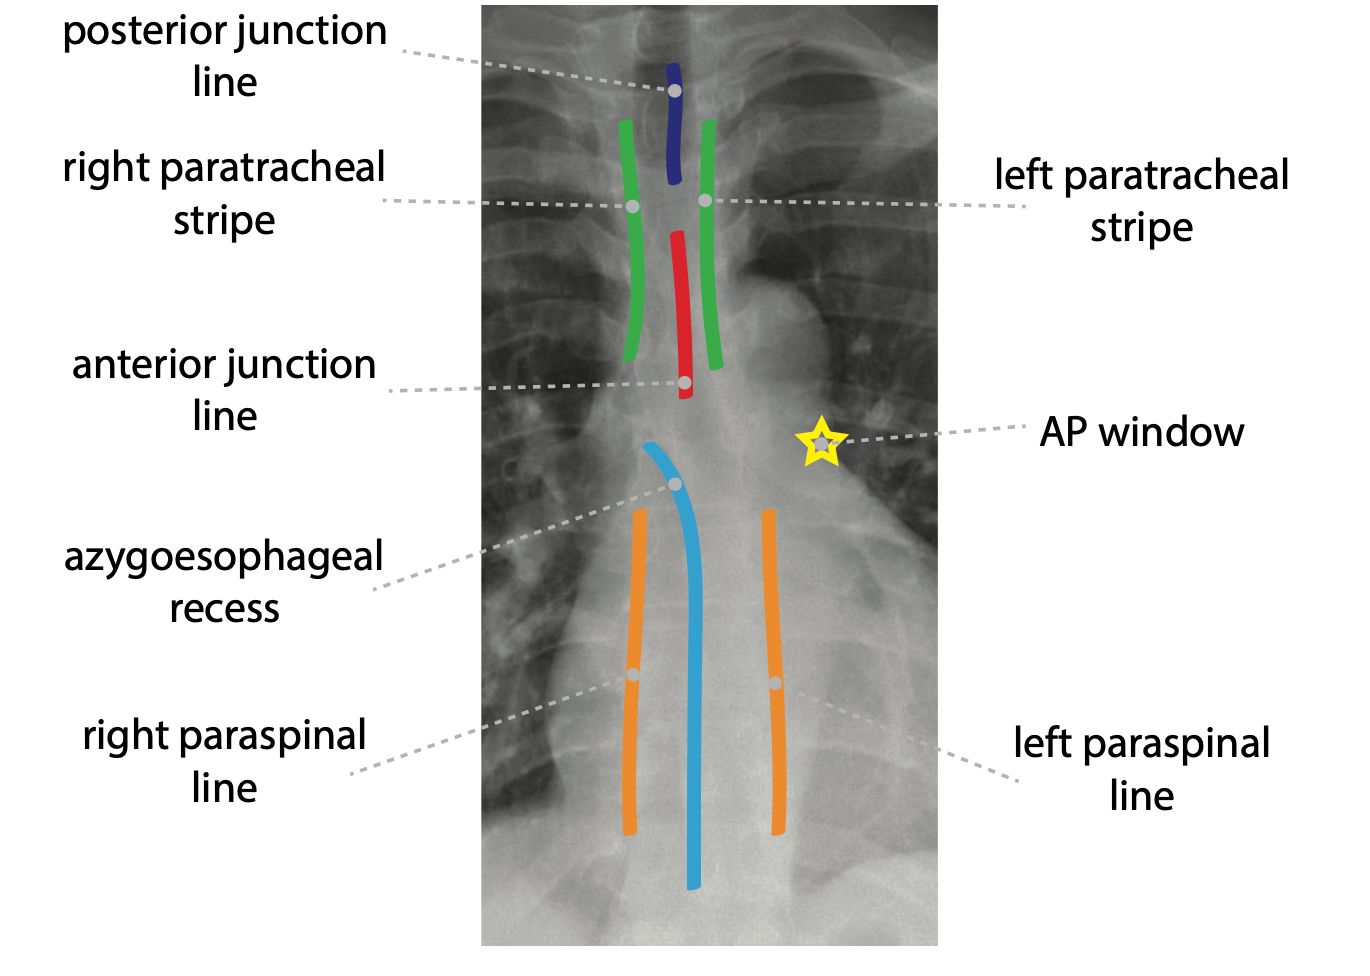 posterior junction
line
right paratracheal
stripe
anterior junction
line
azygoesophageal
recess
right paraspinal
line
left paratracheal
stripe
AP window
left paraspinal
line